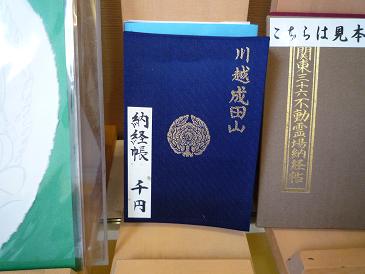 こちらは見本
関東三十六不動霊場納経帖
川越成田山
納経帳 千円